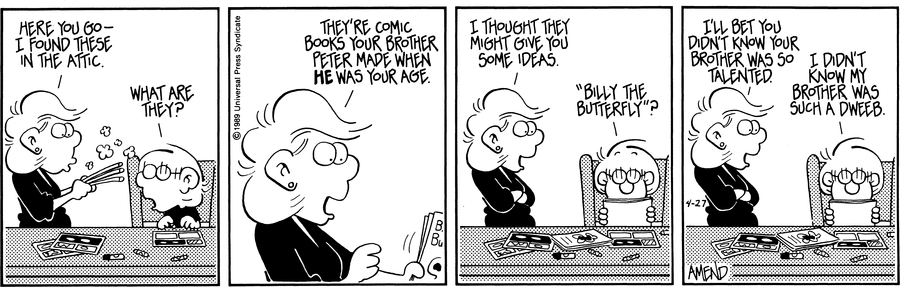 HERE YOU GO—
I FOUND THESE
IN THE ATTIC.
WHAT ARE
THEY?
© 1989 Universal Press Syndicate
THEY'RE COMIC
BOOKS YOUR BROTHER
PETER MADE WHEN
HE WAS YOUR AGE.
B
Bu
I THOUGHT THEY
MIGHT GIVE YOU
SOME IDEAS.
"BILLY THE
BUTTERFLY"?
I'LL BET YOU
DIDN'T KNOW YOUR
BROTHER WAS SO
TALENTED.
I DIDN'T
KNOW MY
BROTHER WAS
SUCH A DWEEB.
4-27
AMEND